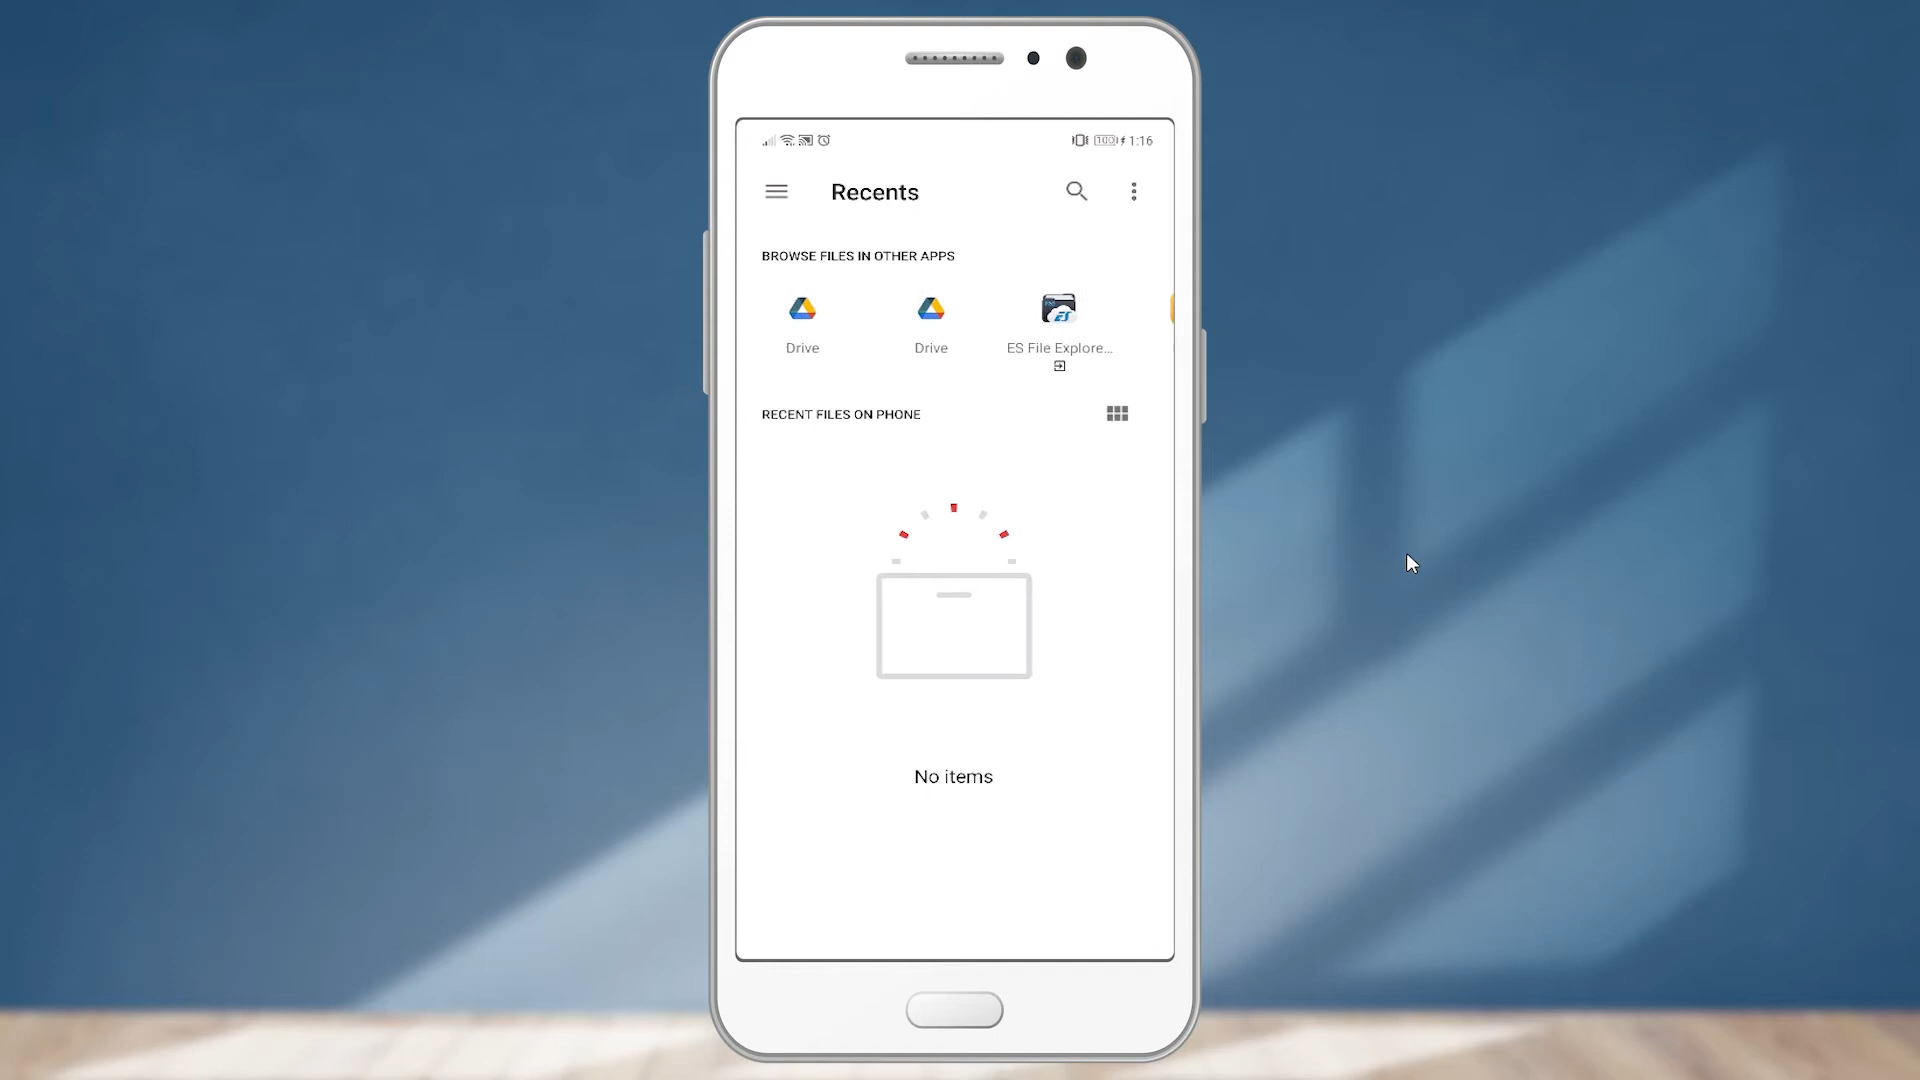 100 1:16
Recents
BROWSE FILES IN OTHER APPS
Drive
Drive
ES File Explore...
RECENT FILES ON PHONE
No items